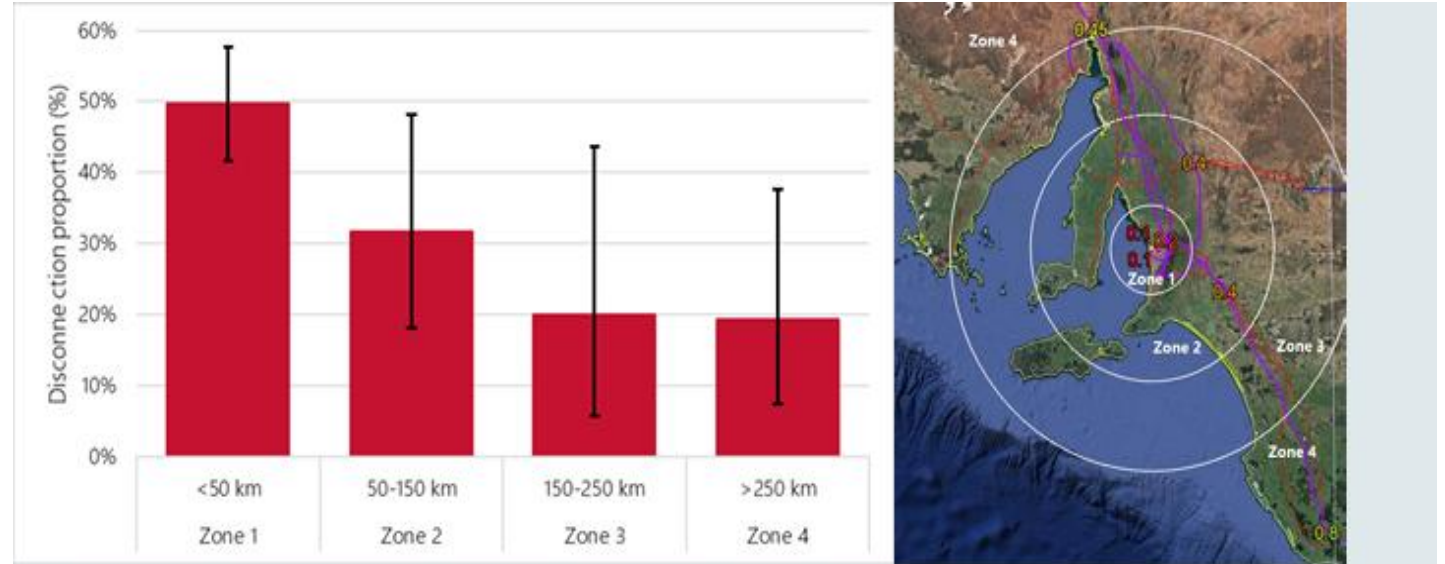 Disconne ction proportion (%)
60%
50%
40%
30%
20%
10%
0%
<50 km 50-150 km 150-250 km >250 km
Zone 1 Zone 2 Zone 3 Zone 4
Zone 4
0.45
0.4
0.1
Zone 1
Zone 2
Zone 3
Zone 4
0.8